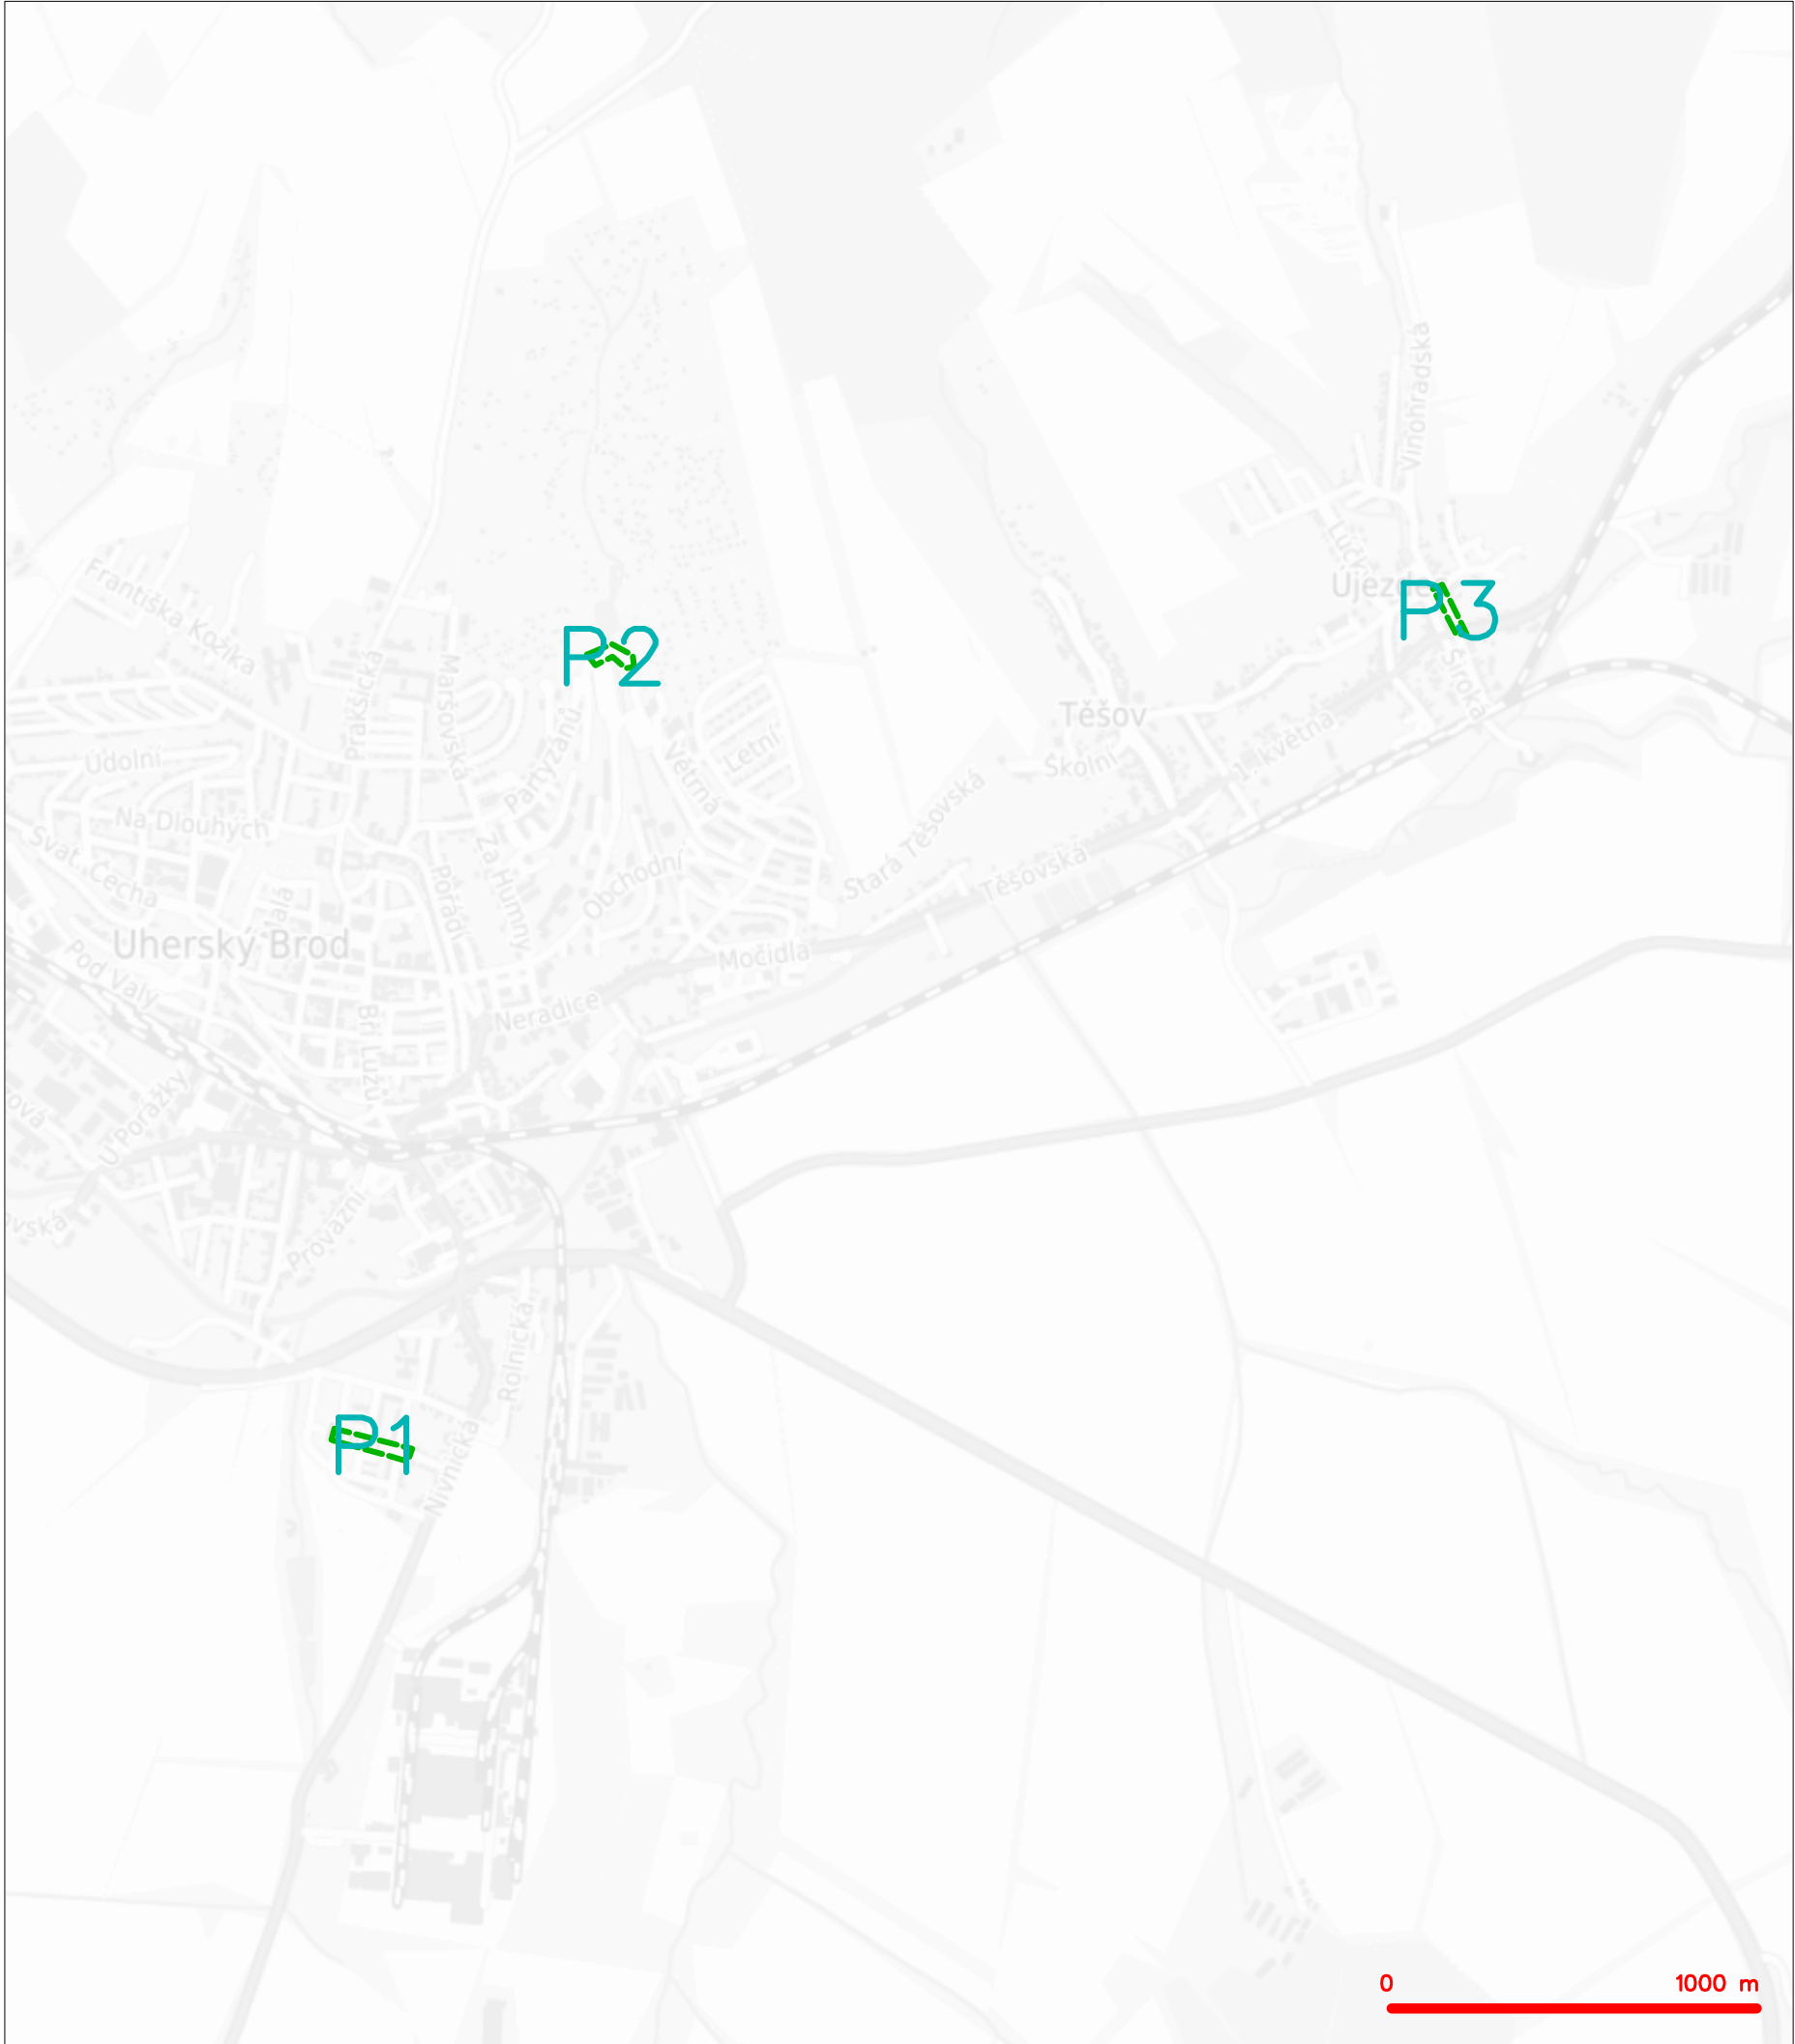 Vinohradská
Lúčky
Újezdec
P3
Františka Kožíka
P2
Maršovská
Prakšická
Široká
Těšov
Partyzánů
Letní
Větrná
Údolní
Školní
1. května
Na Dlouhých
Stará Těšovská
Svat. Čecha
Za Humny
Pořádí
Obchodní
Těšovská
Malá
Uherský Brod
Močidla
Pod Valy
Neradice
Bří Lužů
U Porážky
Provazní
Rolnická
P1
Nivnická
0 1000 m